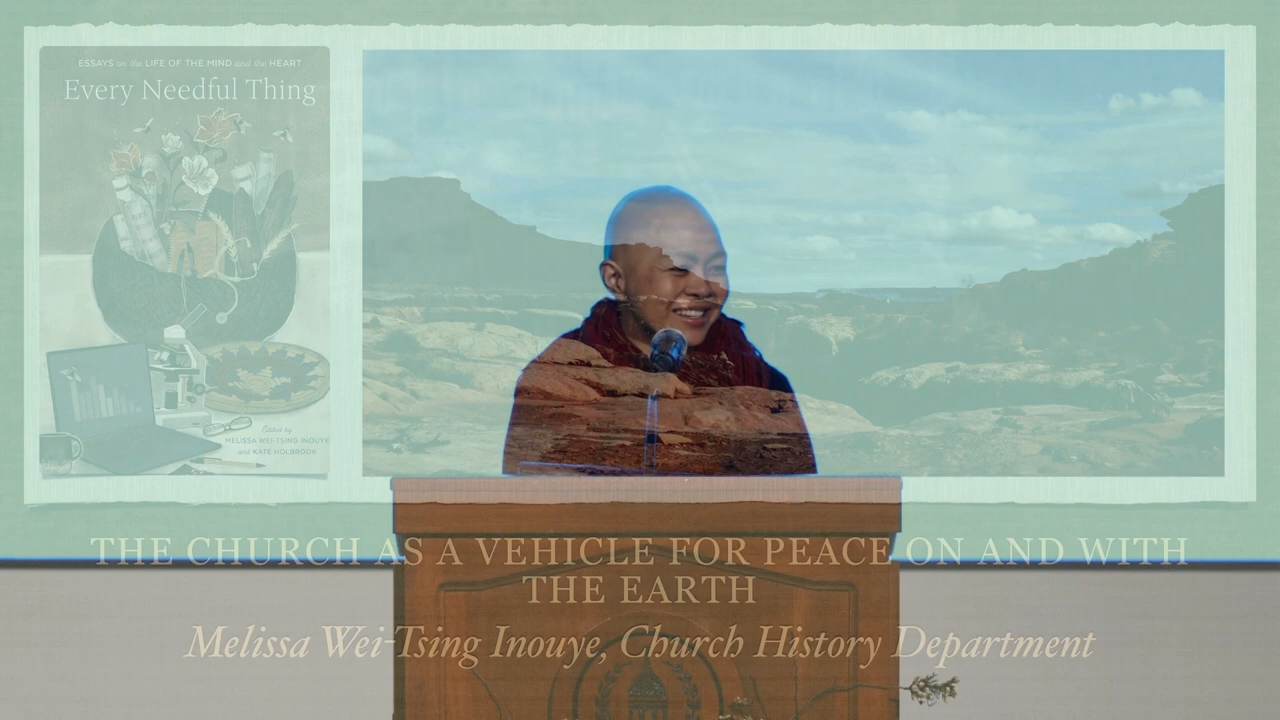 ESSAYS on the LIFE OF THE MIND and the HEART
Every Needful Thing
Edited by
MELISSA WEI-TSING INOUYE
and KATE HOLBROOK
THE CHURCH AS A VEHICLE FOR PEACE ON AND WITH
THE EARTH
Melissa Wei-Tsing Inouye, Church History Department